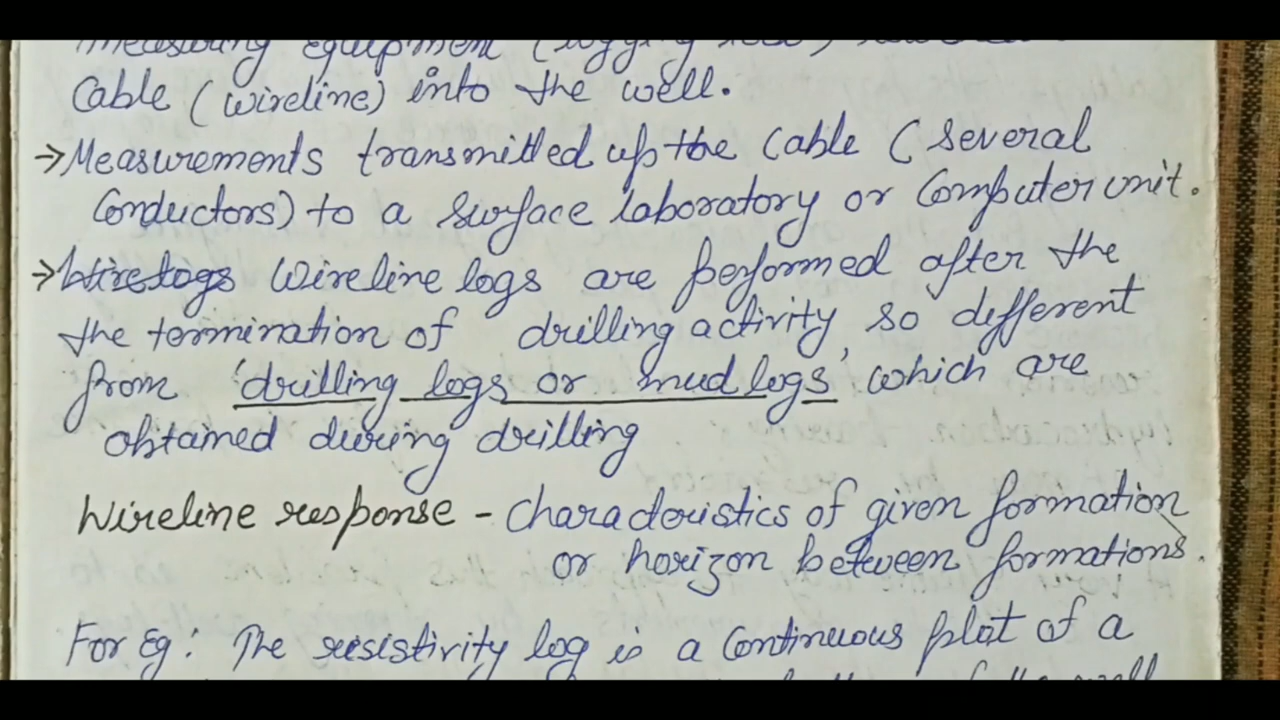 measuring equipment (logging
Cable (wireline) into the well.
→ Measurements transmitted up the Cable (several
Conductors) to a surface laboratory or Computer unit.
→ Wirelogs Wireline logs are performed after the
the termination of drilling activity, so different
from 'drilling logs or mud logs' which are
obtained during drilling
Wireline response - Characteristics of given formation
or horizon between formations.
For Eg: The resistivity log is a Continuous plot of a